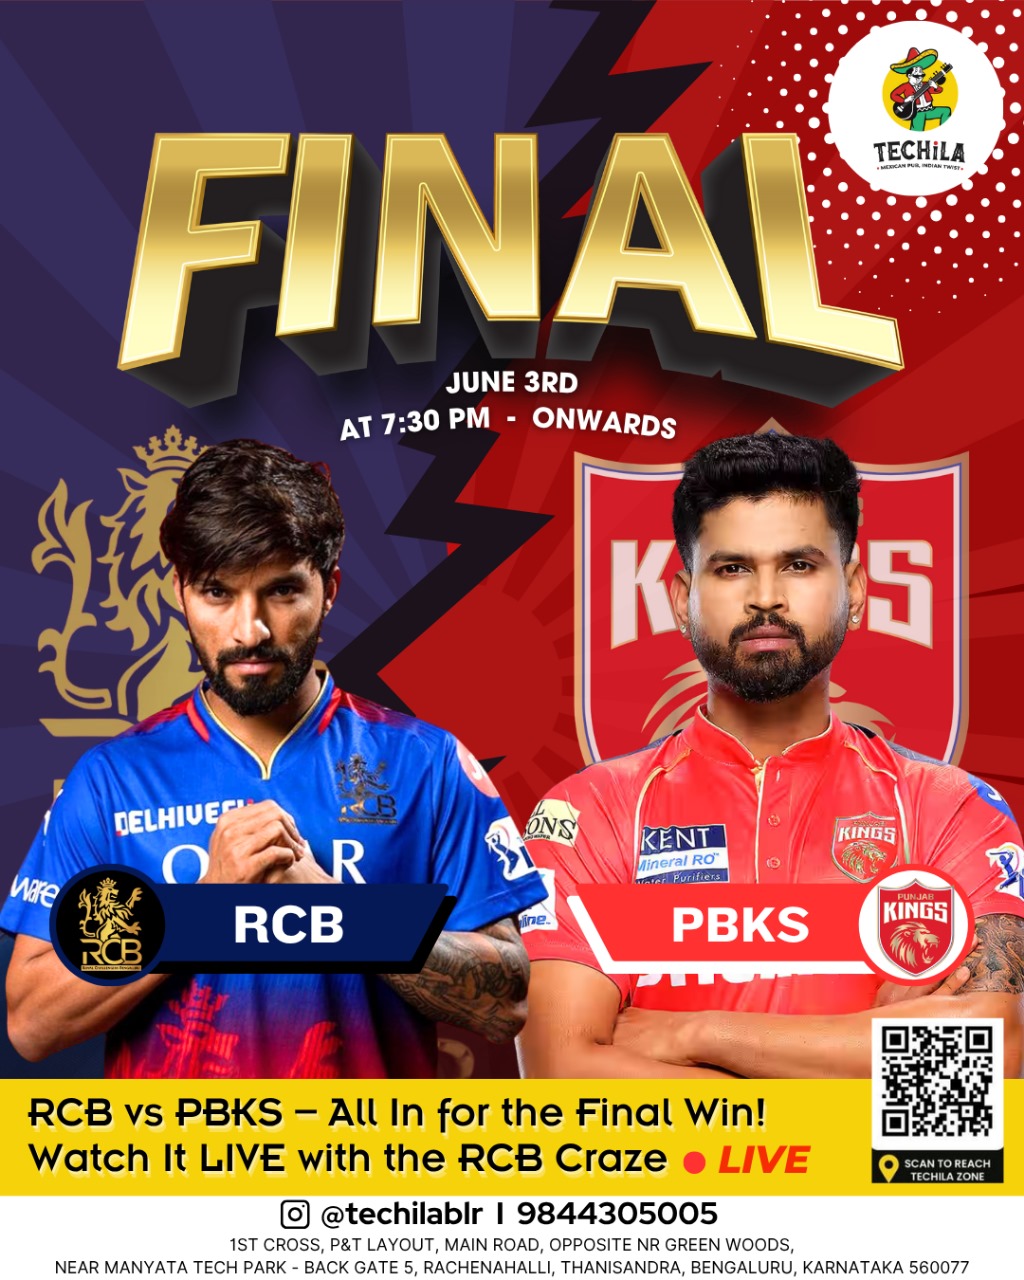 TECHiLA
• MEXICAN PUB, INDIAN TWIST •
FINAL
JUNE 3RD
AT 7:30 PM - ONWARDS
KINGS
DELHIVERY
RCB
KENT
Mineral RO
Water Purifiers
KINGS
RCB
RCB
PBKS
PUNJAB
KINGS
RCB vs PBKS – All In for the Final Win!
Watch It LIVE with the RCB Craze ● LIVE
SCAN TO REACH
TECHILA ZONE
@techilablr I 9844305005
1ST CROSS, P&T LAYOUT, MAIN ROAD, OPPOSITE NR GREEN WOODS,
NEAR MANYATA TECH PARK - BACK GATE 5, RACHENAHALLI, THANISANDRA, BENGALURU, KARNATAKA 560077